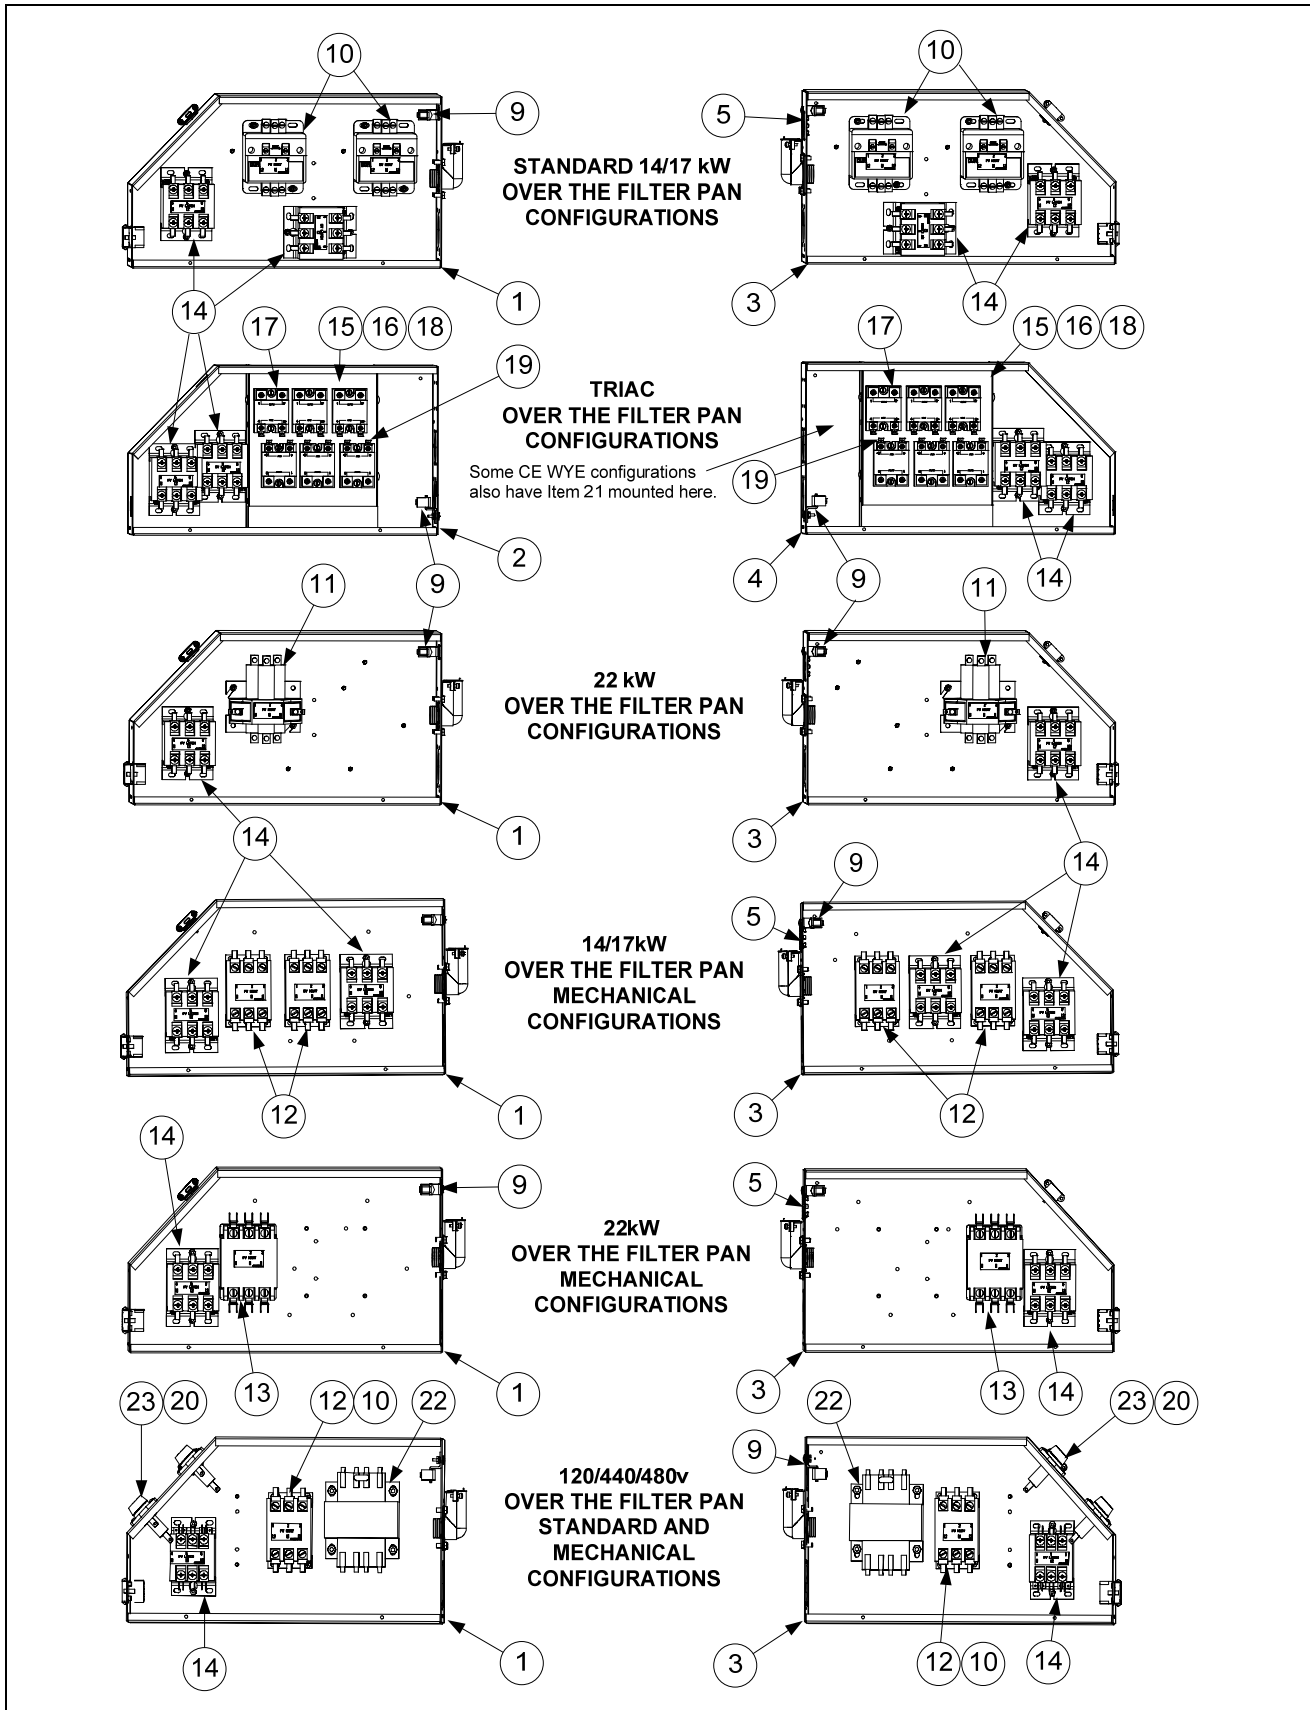 10
10
9
5
STANDARD 14/17 kW
OVER THE FILTER PAN
CONFIGURATIONS
14
1
3
14
17
15
16
18
17
15
16
18
19
TRIAC
OVER THE FILTER PAN
CONFIGURATIONS
Some CE WYE configurations
also have Item 21 mounted here.
19
2
4
11
9
9
14
11
22 kW
OVER THE FILTER PAN
CONFIGURATIONS
14
1
3
14
9
5
14/17kW
OVER THE FILTER PAN
MECHANICAL
CONFIGURATIONS
12
1
3
12
14
9
5
22kW
OVER THE FILTER PAN
MECHANICAL
CONFIGURATIONS
23
20
13
12
10
22
1
3
22
13
14
23
20
9
120/440/480v
OVER THE FILTER PAN
STANDARD AND
MECHANICAL
CONFIGURATIONS
14
1
3
12
10
14